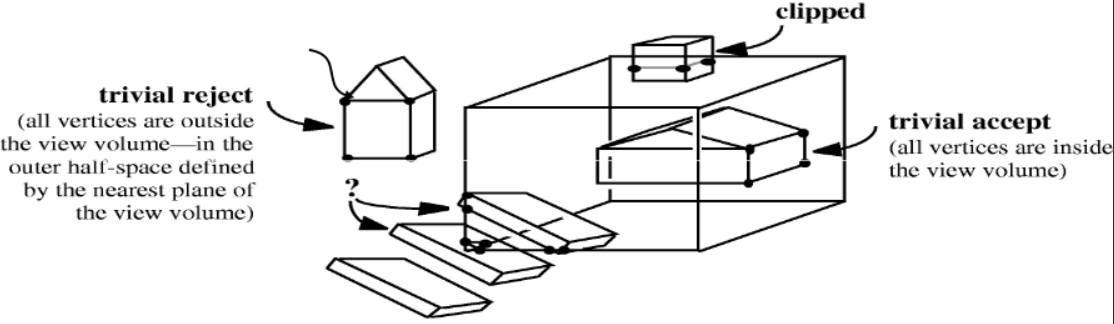 clipped
trivial reject
(all vertices are outside
the view volume—in the
outer half-space defined
by the nearest plane of
the view volume)
trivial accept
(all vertices are inside
the view volume)
?